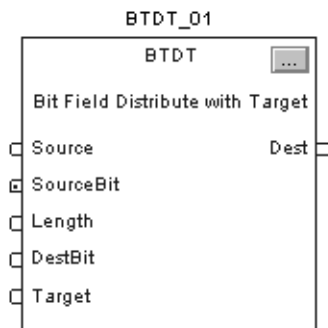 BTDT_01
BTDT
...
Bit Field Distribute with Target
Source Dest
SourceBit
Length
DestBit
Target